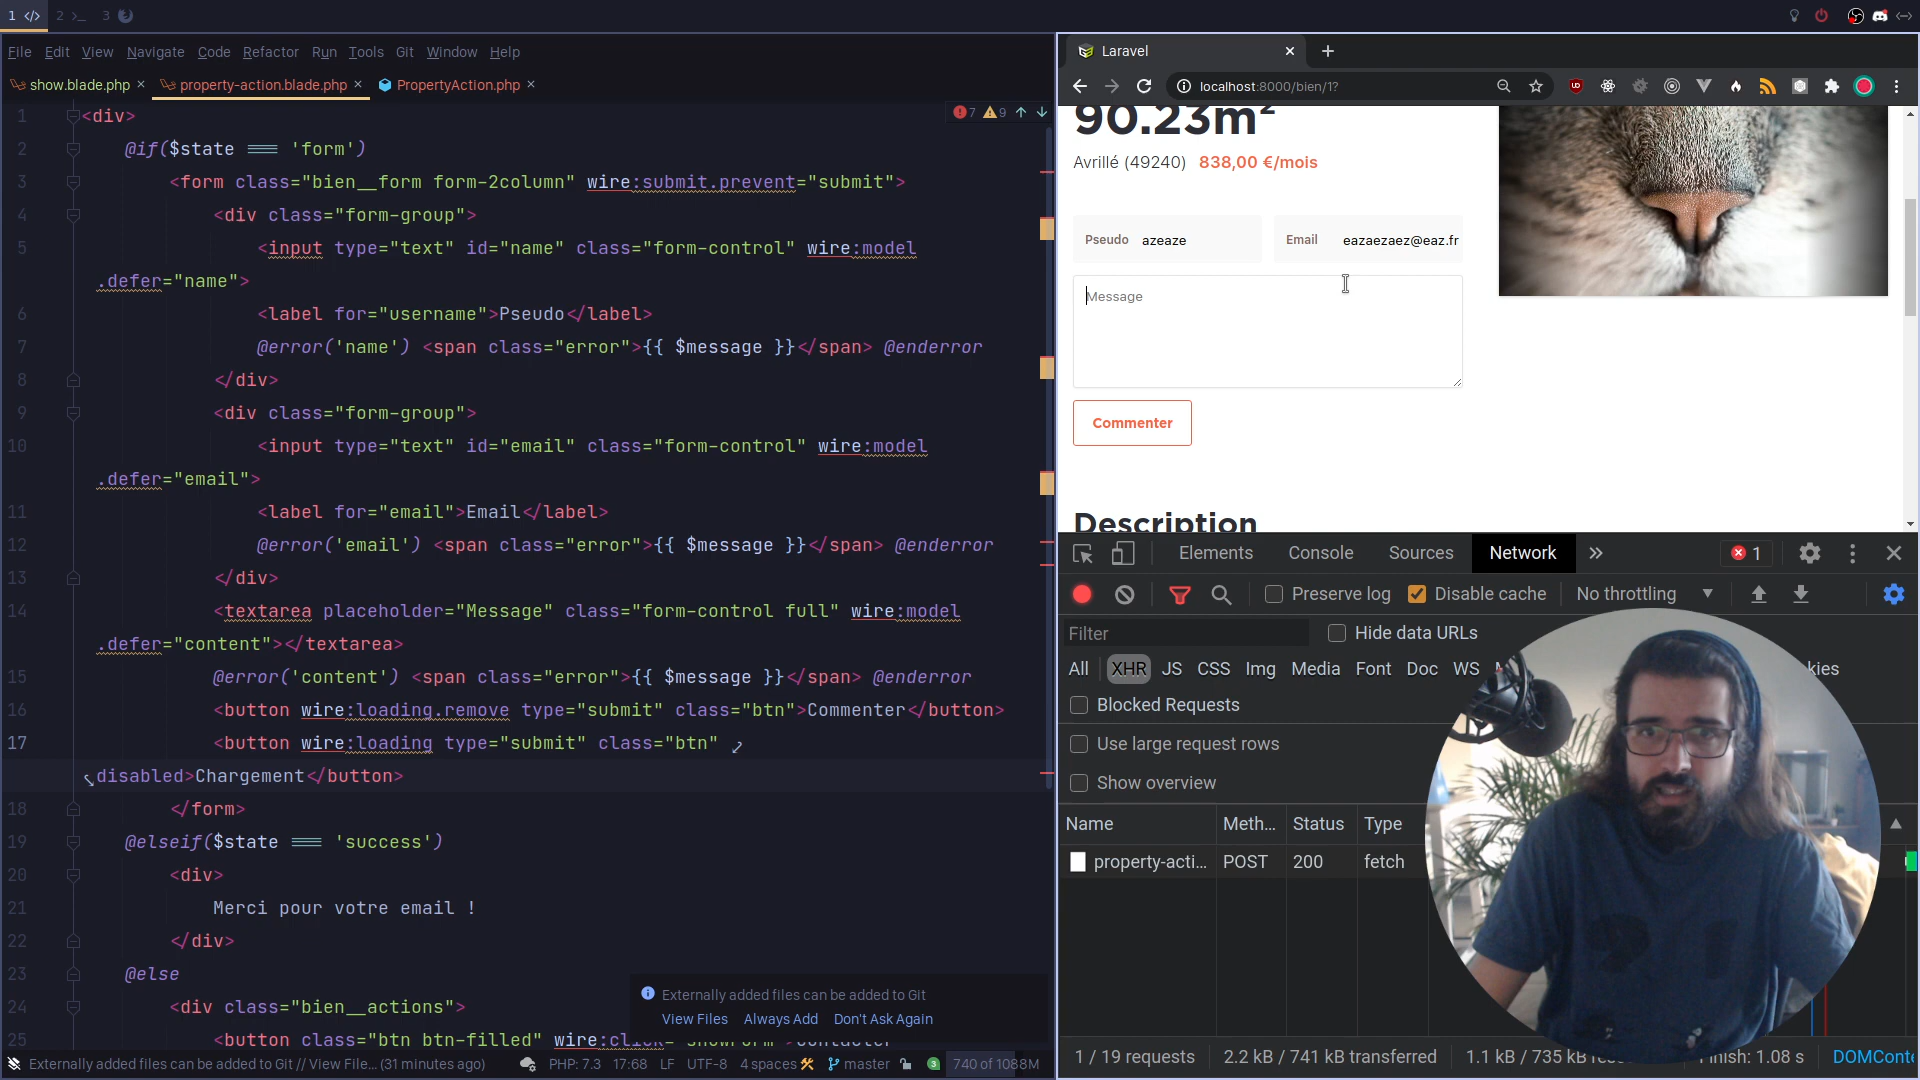 1 </> 2 >_ 3
File Edit View Navigate Code Refactor Run Tools Git Window Help
show.blade.php × property-action.blade.php × PropertyAction.php ×
7 9
1 <div>
2 @if($state === 'form')
3 <form class="bien__form form-2column" wire:submit.prevent="submit">
4 <div class="form-group">
5 <input type="text" id="name" class="form-control" wire:model
.defer="name">
6 <label for="username">Pseudo</label>
7 @error('name') <span class="error">{{ $message }}</span> @enderror
8 </div>
9 <div class="form-group">
10 <input type="text" id="email" class="form-control" wire:model
.defer="email">
11 <label for="email">Email</label>
12 @error('email') <span class="error">{{ $message }}</span> @enderror
13 </div>
14 <textarea placeholder="Message" class="form-control full" wire:model
.defer="content"></textarea>
15 @error('content') <span class="error">{{ $message }}</span> @enderror
16 <button wire:loading.remove type="submit" class="btn">Commenter</button>
17 <button wire:loading type="submit" class="btn"
disabled>Chargement</button>
18 </form>
19 @elseif($state === 'success')
20 <div>
21 Merci pour votre email !
22 </div>
23 @else
24 <div class="bien__actions">
25 <button class="btn btn-filled" wire:click=
Externally added files can be added to Git
View Files Always Add Don't Ask Again
Externally added files can be added to Git // View File... (31 minutes ago) PHP: 7.3 17:68 LF UTF-8 4 spaces master 3 740 of 1088M
Laravel × +
localhost:8000/bien/1?
90.23m²
Avrillé (49240) 838,00 €/mois
Pseudo azeaze Email eazaezaez@eaz.fr
Message
Commenter
Description
Elements Console Sources Network » 1
Preserve log Disable cache No throttling
Filter Hide data URLs
All XHR JS CSS Img Media Font Doc WS
Blocked Requests
Use large request rows
Show overview
Name Meth... Status Type
property-acti... POST 200 fetch
1 / 19 requests 2.2 kB / 741 kB transferred 1.1 kB / 735 kB Finish: 1.08 s DOMConte